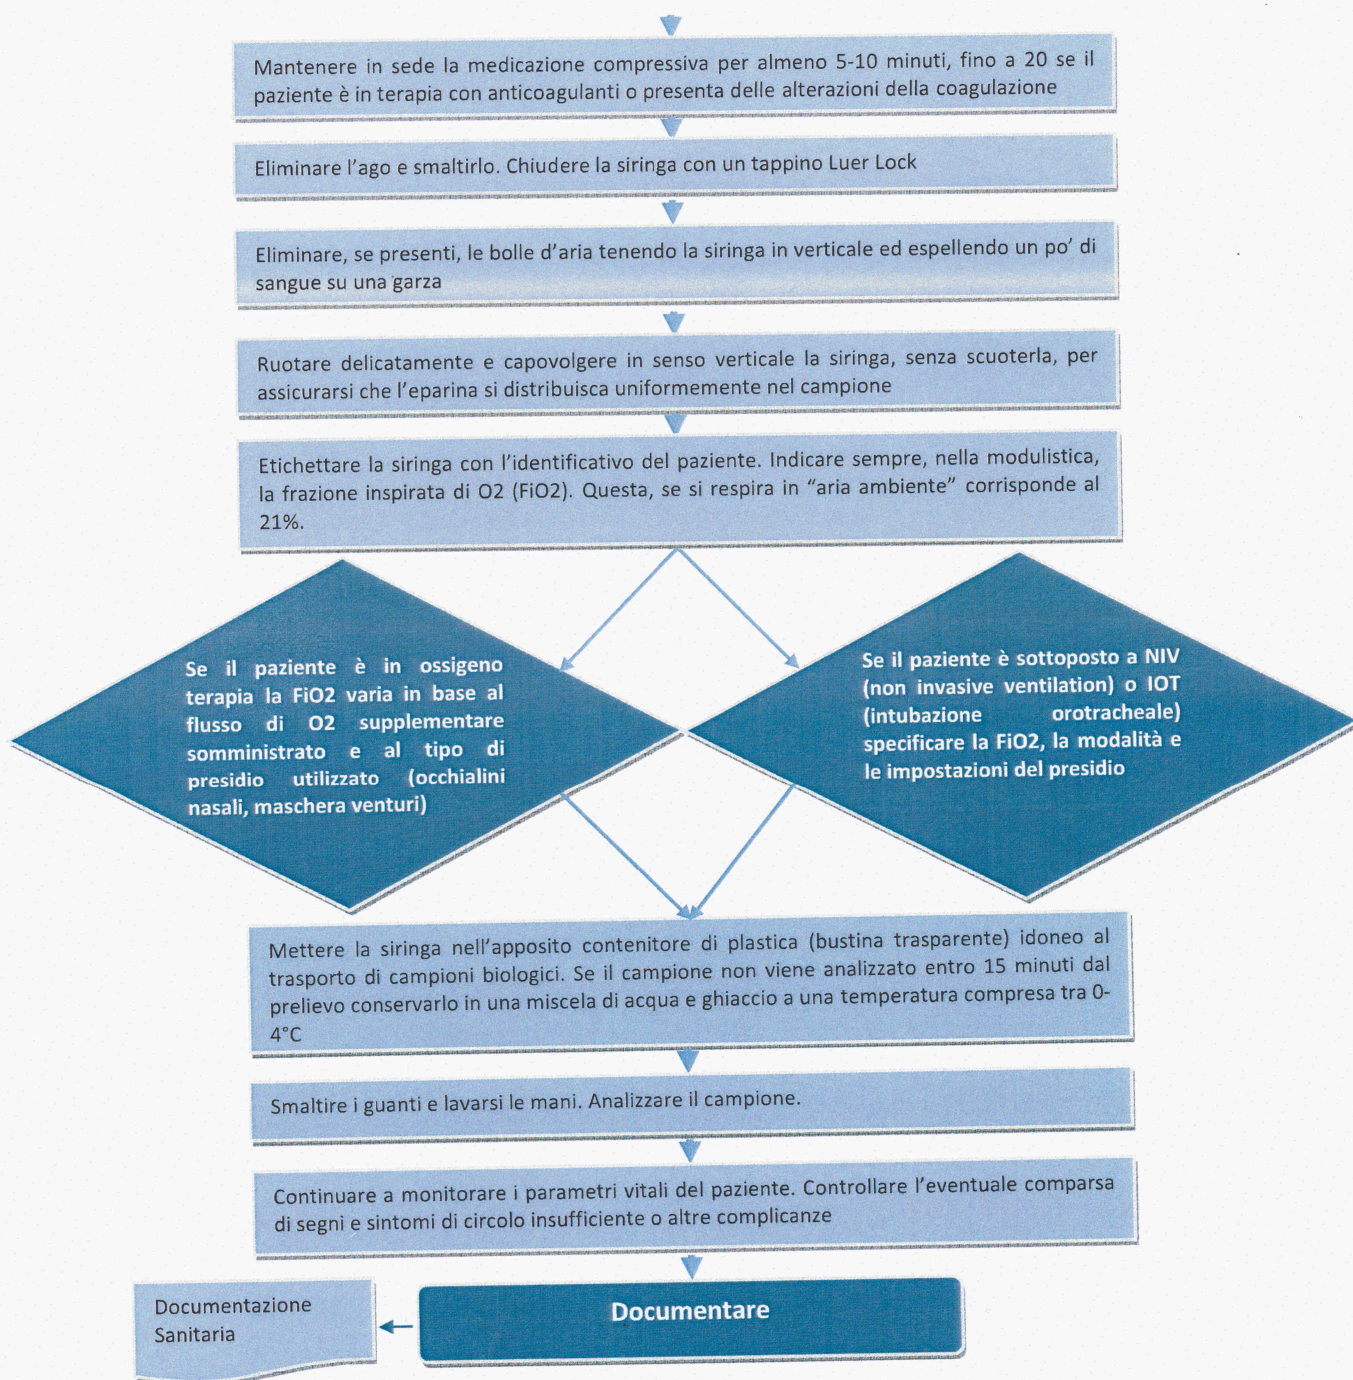 Mantenere in sede la medicazione compressiva per almeno 5-10 minuti, fino a 20 se il
paziente è in terapia con anticoagulanti o presenta delle alterazioni della coagulazione
Eliminare l'ago e smaltirlo. Chiudere la siringa con un tappino Luer Lock
Eliminare, se presenti, le bolle d'aria tenendo la siringa in verticale ed espellendo un po' di
sangue su una garza
Ruotare delicatamente e capovolgere in senso verticale la siringa, senza scuoterla, per
assicurarsi che l'eparina si distribuisca uniformemente nel campione
Etichettare la siringa con l'identificativo del paziente. Indicare sempre, nella modulistica,
la frazione inspirata di O2 (FiO2). Questa, se si respira in "aria ambiente" corrisponde al
21%.
Se il paziente è in ossigeno
terapia la FiO2 varia in base al
flusso di O2 supplementare
somministrato e al tipo di
presidio utilizzato (occhialini
nasali, maschera venturi)
Se il paziente è sottoposto a NIV
(non invasive ventilation) o IOT
(intubazione orotracheale)
specificare la FiO2, la modalità e
le impostazioni del presidio
Mettere la siringa nell'apposito contenitore di plastica (bustina trasparente) idoneo al
trasporto di campioni biologici. Se il campione non viene analizzato entro 15 minuti dal
prelievo conservarlo in una miscela di acqua e ghiaccio a una temperatura compresa tra 0-
4°C
Smaltire i guanti e lavarsi le mani. Analizzare il campione.
Continuare a monitorare i parametri vitali del paziente. Controllare l'eventuale comparsa
di segni e sintomi di circolo insufficiente o altre complicanze
Documentazione
Sanitaria
Documentare